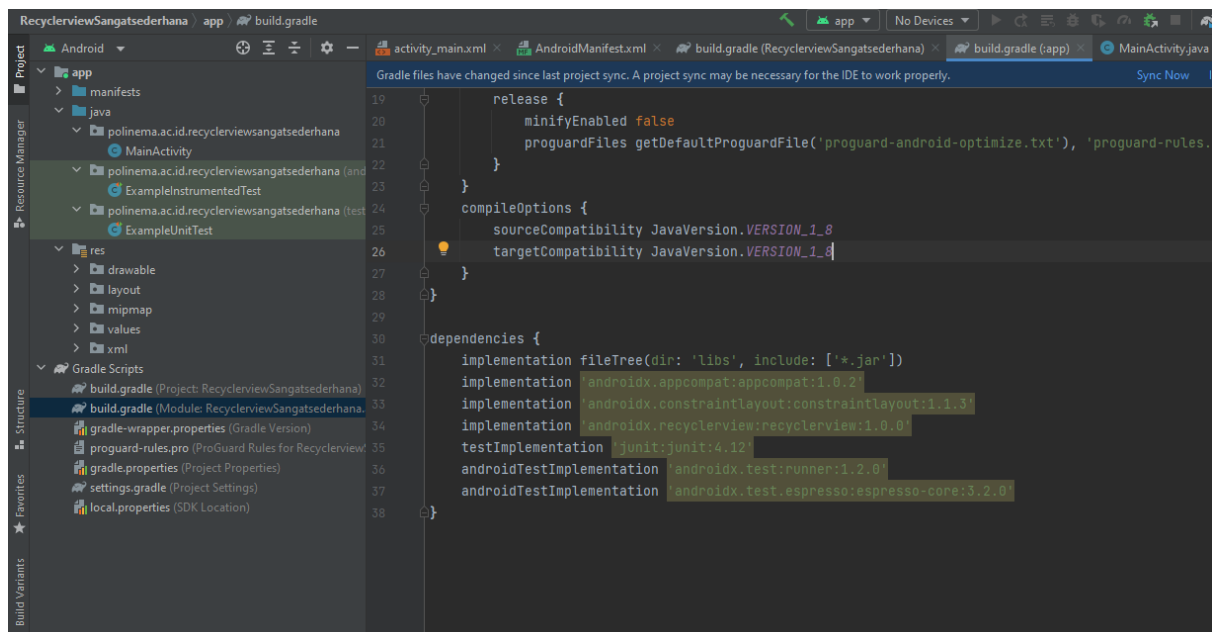 RecyclerviewSangatsederhana app build.gradle
app No Devices
Android
activity_main.xml AndroidManifest.xml build.gradle (RecyclerviewSangatsederhana) build.gradle (:app) MainActivity.java
Gradle files have changed since last project sync. A project sync may be necessary for the IDE to work properly. Sync Now
Project
Resource Manager
Structure
Favorites
Build Variants
app
manifests
java
polinema.ac.id.recyclerviewsangatsederhana
MainActivity
polinema.ac.id.recyclerviewsangatsederhana (and
ExampleInstrumentedTest
polinema.ac.id.recyclerviewsangatsederhana (test
ExampleUnitTest
res
drawable
layout
mipmap
values
xml
Gradle Scripts
build.gradle (Project: RecyclerviewSangatsederhana)
build.gradle (Module: RecyclerviewSangatsederhana.
gradle-wrapper.properties (Gradle Version)
proguard-rules.pro (ProGuard Rules for RecyclerviewS
gradle.properties (Project Properties)
settings.gradle (Project Settings)
local.properties (SDK Location)
19 release {
20 minifyEnabled false
21 proguardFiles getDefaultProguardFile('proguard-android-optimize.txt'), 'proguard-rules.
22 }
23 }
24 compileOptions {
25 sourceCompatibility JavaVersion.VERSION_1_8
26 targetCompatibility JavaVersion.VERSION_1_8
27 }
28 }
29
30 dependencies {
31 implementation fileTree(dir: 'libs', include: ['*.jar'])
32 implementation 'androidx.appcompat:appcompat:1.0.2'
33 implementation 'androidx.constraintlayout:constraintlayout:1.1.3'
34 implementation 'androidx.recyclerview:recyclerview:1.0.0'
35 testImplementation 'junit:junit:4.12'
36 androidTestImplementation 'androidx.test:runner:1.2.0'
37 androidTestImplementation 'androidx.test.espresso:espresso-core:3.2.0'
38 }